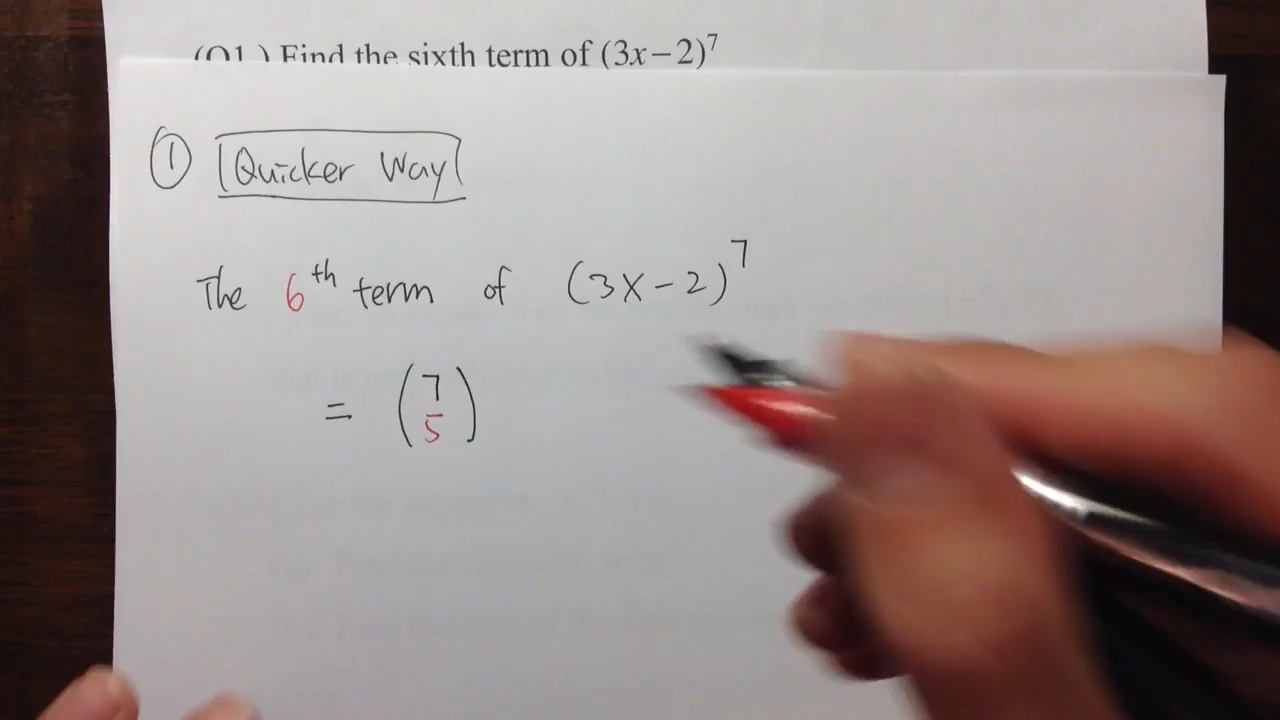 (Q1.) Find the sixth term of (3x−2)⁷
① Quicker Way
The 6ᵗʰ term of (3x−2)⁷
= (7 5)